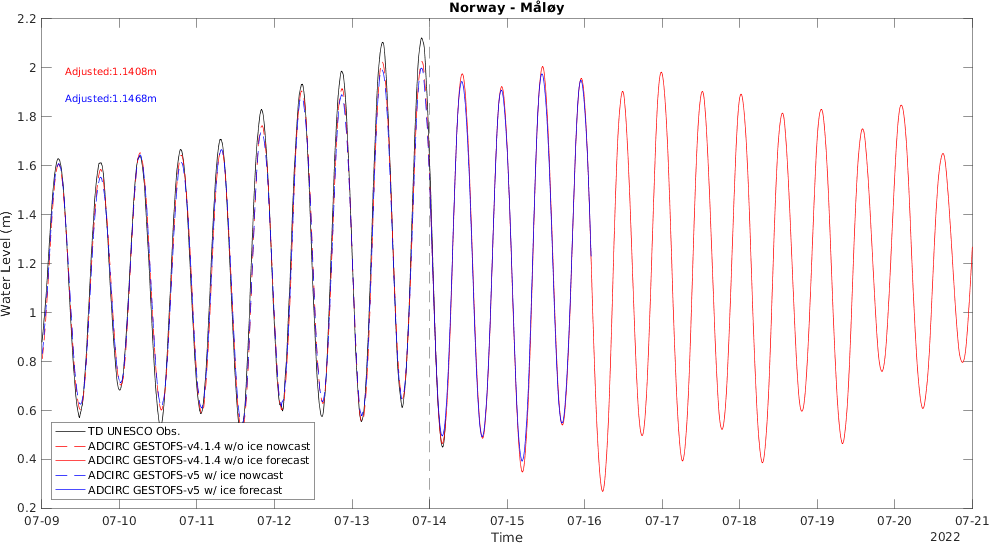 Norway - Måløy
Adjusted:1.1408m
Adjusted:1.1468m
Water Level (m)
2.2
2
1.8
1.6
1.4
1.2
1
0.8
0.6
0.4
0.2
TD UNESCO Obs.
ADCIRC GESTOFS-v4.1.4 w/o ice nowcast
ADCIRC GESTOFS-v4.1.4 w/o ice forecast
ADCIRC GESTOFS-v5 w/ ice nowcast
ADCIRC GESTOFS-v5 w/ ice forecast
07-09 07-10 07-11 07-12 07-13 07-14 07-15 07-16 07-17 07-18 07-19 07-20 07-21
Time
2022